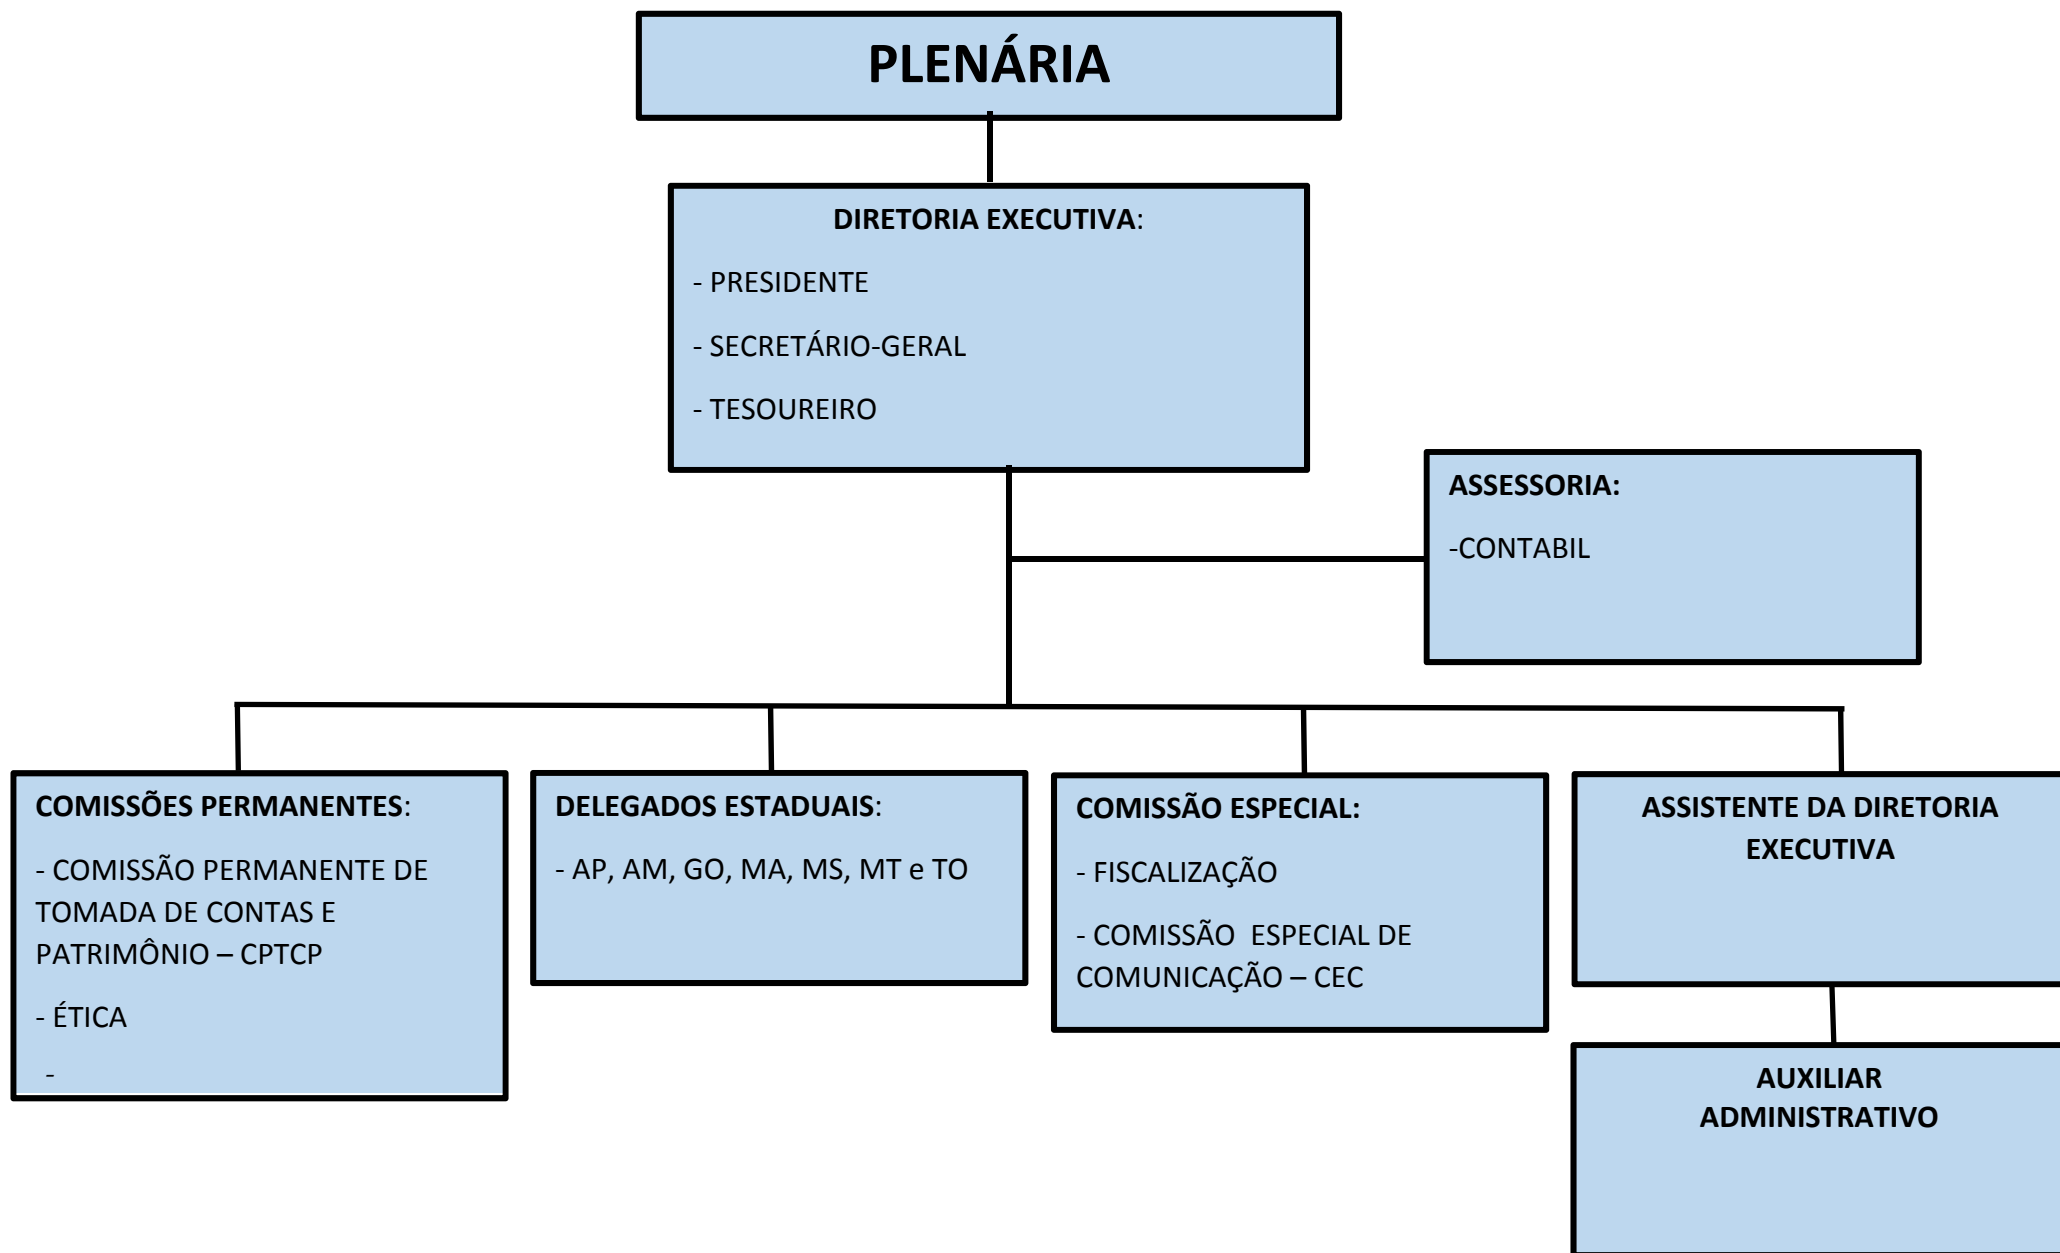 PLENÁRIA
DIRETORIA EXECUTIVA:
- PRESIDENTE
- SECRETÁRIO-GERAL
- TESOUREIRO
ASSESSORIA:
-CONTABIL
COMISSÕES PERMANENTES:
- COMISSÃO PERMANENTE DE
TOMADA DE CONTAS E
PATRIMÔNIO – CPTCP
- ÉTICA
-
DELEGADOS ESTADUAIS:
- AP, AM, GO, MA, MS, MT e TO
COMISSÃO ESPECIAL:
- FISCALIZAÇÃO
- COMISSÃO  ESPECIAL DE
COMUNICAÇÃO – CEC
ASSISTENTE DA DIRETORIA
EXECUTIVA
AUXILIAR
ADMINISTRATIVO